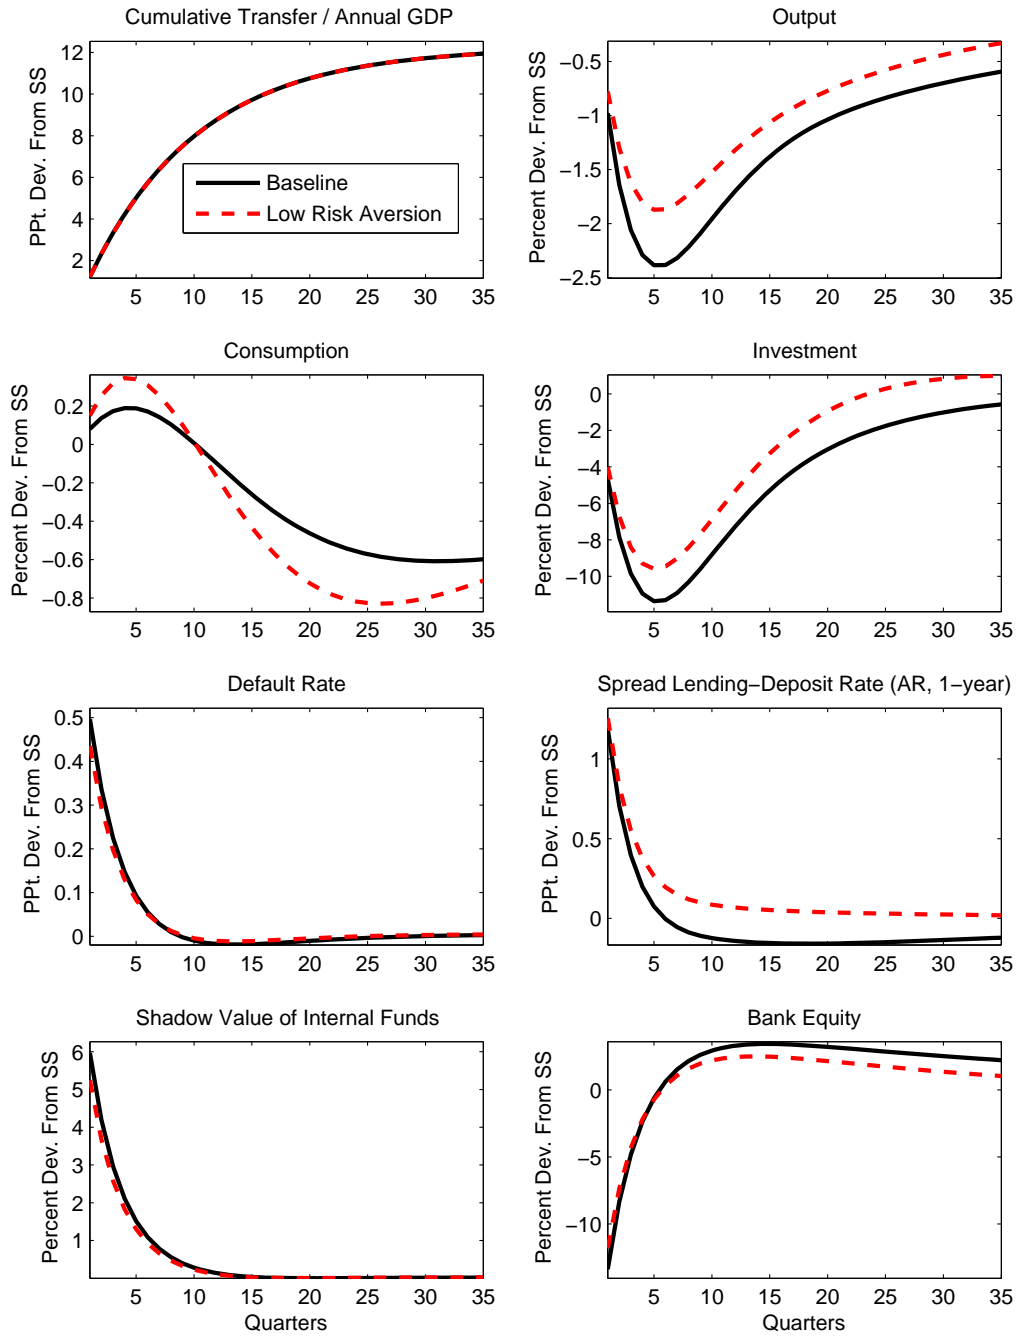 Cumulative Transfer / Annual GDP
PPt. Dev. From SS
12
10
8
6
4
2
Baseline
Low Risk Aversion
5 10 15 20 25 30 35
Output
Percent Dev. From SS
−0.5
−1
−1.5
−2
−2.5
5 10 15 20 25 30 35
Consumption
Percent Dev. From SS
0.2
0
−0.2
−0.4
−0.6
−0.8
5 10 15 20 25 30 35
Investment
Percent Dev. From SS
0
−2
−4
−6
−8
−10
5 10 15 20 25 30 35
Default Rate
PPt. Dev. From SS
0.5
0.4
0.3
0.2
0.1
0
5 10 15 20 25 30 35
Spread Lending−Deposit Rate (AR, 1−year)
PPt. Dev. From SS
1
0.5
0
5 10 15 20 25 30 35
Shadow Value of Internal Funds
Percent Dev. From SS
6
5
4
3
2
1
5 10 15 20 25 30 35
Quarters
Bank Equity
Percent Dev. From SS
0
−5
−10
5 10 15 20 25 30 35
Quarters